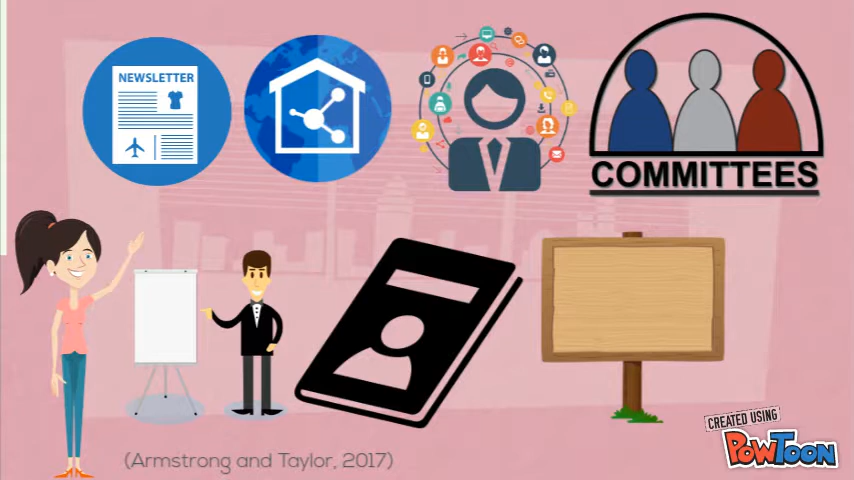 NEWSLETTER
COMMITTEES
(Armstrong and Taylor, 2017)
CREATED USING
POWTOON